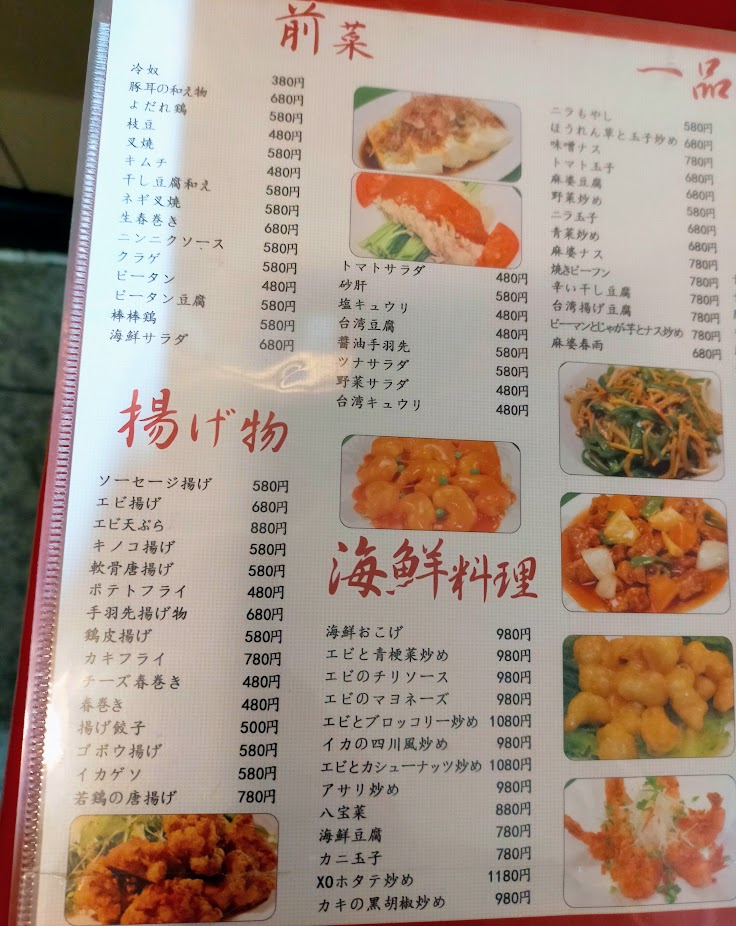 前菜
冷奴 380円
豚耳の和え物 680円
よだれ鶏 580円
枝豆 480円
叉焼 580円
キムチ 480円
干し豆腐和え 580円
ネギ叉焼 580円
生春巻き 680円
ニンニクソース 580円
クラゲ 580円
ピータン 480円
ピータン豆腐 580円
棒棒鶏 580円
海鮮サラダ 680円
トマトサラダ 480円
砂肝 580円
塩キュウリ 480円
台湾豆腐 480円
醤油手羽先 580円
ツナサラダ 580円
野菜サラダ 480円
台湾キュウリ 480円
一品
ニラもやし 580円
ほうれん草と玉子炒め 680円
味噌ナス 780円
トマト玉子 680円
麻婆豆腐 680円
野菜炒め 580円
ニラ玉子 680円
青菜炒め 680円
麻婆ナス 780円
焼きビーフン 780円
辛い干し豆腐 680円
台湾揚げ豆腐 780円
ピーマンとじゃが芋とナス炒め 780円
麻婆春雨 680円
揚げ物
ソーセージ揚げ 580円
エビ揚げ 680円
エビ天ぷら 880円
キノコ揚げ 580円
軟骨唐揚げ 580円
ポテトフライ 480円
手羽先揚げ物 680円
鶏皮揚げ 580円
カキフライ 780円
チーズ春巻き 480円
春巻き 480円
揚げ餃子 500円
ゴボウ揚げ 580円
イカゲソ 580円
若鶏の唐揚げ 780円
海鮮料理
海鮮おこげ 980円
エビと青梗菜炒め 980円
エビのチリソース 980円
エビのマヨネーズ 980円
エビとブロッコリー炒め 1080円
イカの四川風炒め 980円
エビとカシューナッツ炒め 1080円
アサリ炒め 980円
八宝菜 880円
海鮮豆腐 780円
カニ玉子 780円
XOホタテ炒め 1180円
カキの黒胡椒炒め 980円